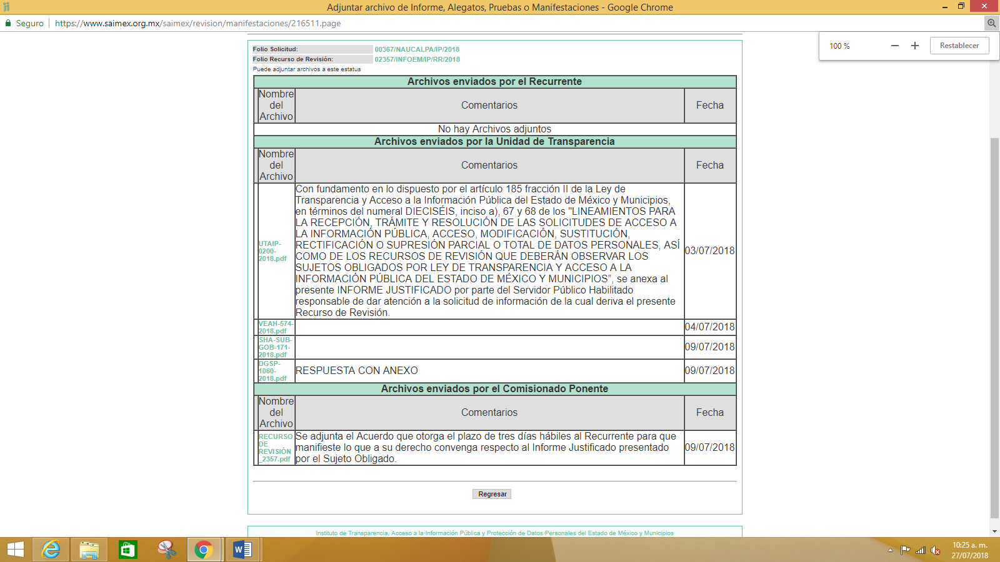 Adjuntar archivo de Informe, Alegatos, Pruebas o Manifestaciones - Google Chrome
Seguro
https://www.saimex.org.mx/saimex/revision/manifestaciones/216511.page
100 %
Restablecer
Folio Solicitud: 00367/NAUCALPA/IP/2018
Folio Recurso de Revisión: 02357/INFOEM/IP/RR/2018
Puede adjuntar archivos a este estatus
Archivos enviados por el Recurrente
Nombre
del
Archivo
Comentarios
Fecha
No hay Archivos adjuntos
Archivos enviados por la Unidad de Transparencia
Nombre
del
Archivo
Comentarios
Fecha
UTAIP-
0200-
2018.pdf
Con fundamento en lo dispuesto por el artículo 185 fracción II de la Ley de
Transparencia y Acceso a la Información Pública del Estado de México y Municipios,
en términos del numeral DIECISÉIS, inciso a), 67 y 68 de los "LINEAMIENTOS PARA
LA RECEPCIÓN, TRÁMITE Y RESOLUCIÓN DE LAS SOLICITUDES DE ACCESO A
LA INFORMACIÓN PÚBLICA, ACCESO, MODIFICACIÓN, SUSTITUCIÓN,
RECTIFICACIÓN O SUPRESIÓN PARCIAL O TOTAL DE DATOS PERSONALES, ASÍ
COMO DE LOS RECURSOS DE REVISIÓN QUE DEBERÁN OBSERVAR LOS
SUJETOS OBLIGADOS POR LEY DE TRANSPARENCIA Y ACCESO A LA
INFORMACIÓN PÚBLICA DEL ESTADO DE MÉXICO Y MUNICIPIOS”, se anexa al
presente INFORME JUSTIFICADO por parte del Servidor Público Habilitado
responsable de dar atención a la solicitud de información de la cual deriva el presente
Recurso de Revisión.
03/07/2018
VEAH-574-
2018.pdf
04/07/2018
SHA-SUB-
GOB-171-
2018.pdf
09/07/2018
DGSP-
1060-
2018.pdf
RESPUESTA CON ANEXO
09/07/2018
Archivos enviados por el Comisionado Ponente
Nombre
del
Archivo
Comentarios
Fecha
RECURSO
DE
REVISIÓN
_2357.pdf
Se adjunta el Acuerdo que otorga el plazo de tres días hábiles al Recurrente para que
manifieste lo que a su derecho convenga respecto al Informe Justificado presentado
por el Sujeto Obligado.
09/07/2018
Regresar
Instituto de Transparencia, Acceso a la Información Pública y Protección de Datos Personales del Estado de México y Municipios
10:25 a. m.
27/07/2018